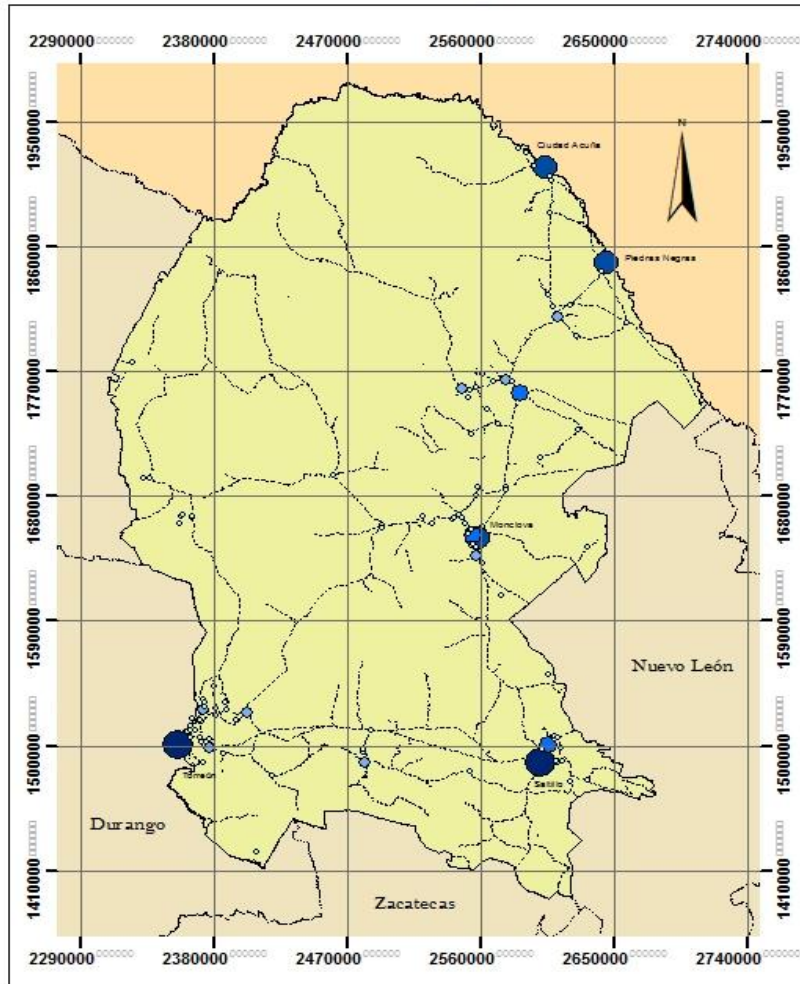 2290000 2380000 2470000 2560000 2650000 2740000
N
Ciudad Acuña
Piedras Negras
Monclova
Nuevo León
Torreón
Saltillo
Durango
Zacatecas
1950000 1860000 1770000 1680000 1590000 1500000 1410000
1950000 1860000 1770000 1680000 1590000 1500000 1410000
2290000 2380000 2470000 2560000 2650000 2740000